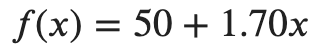 f(x) = 50 + 1.70x